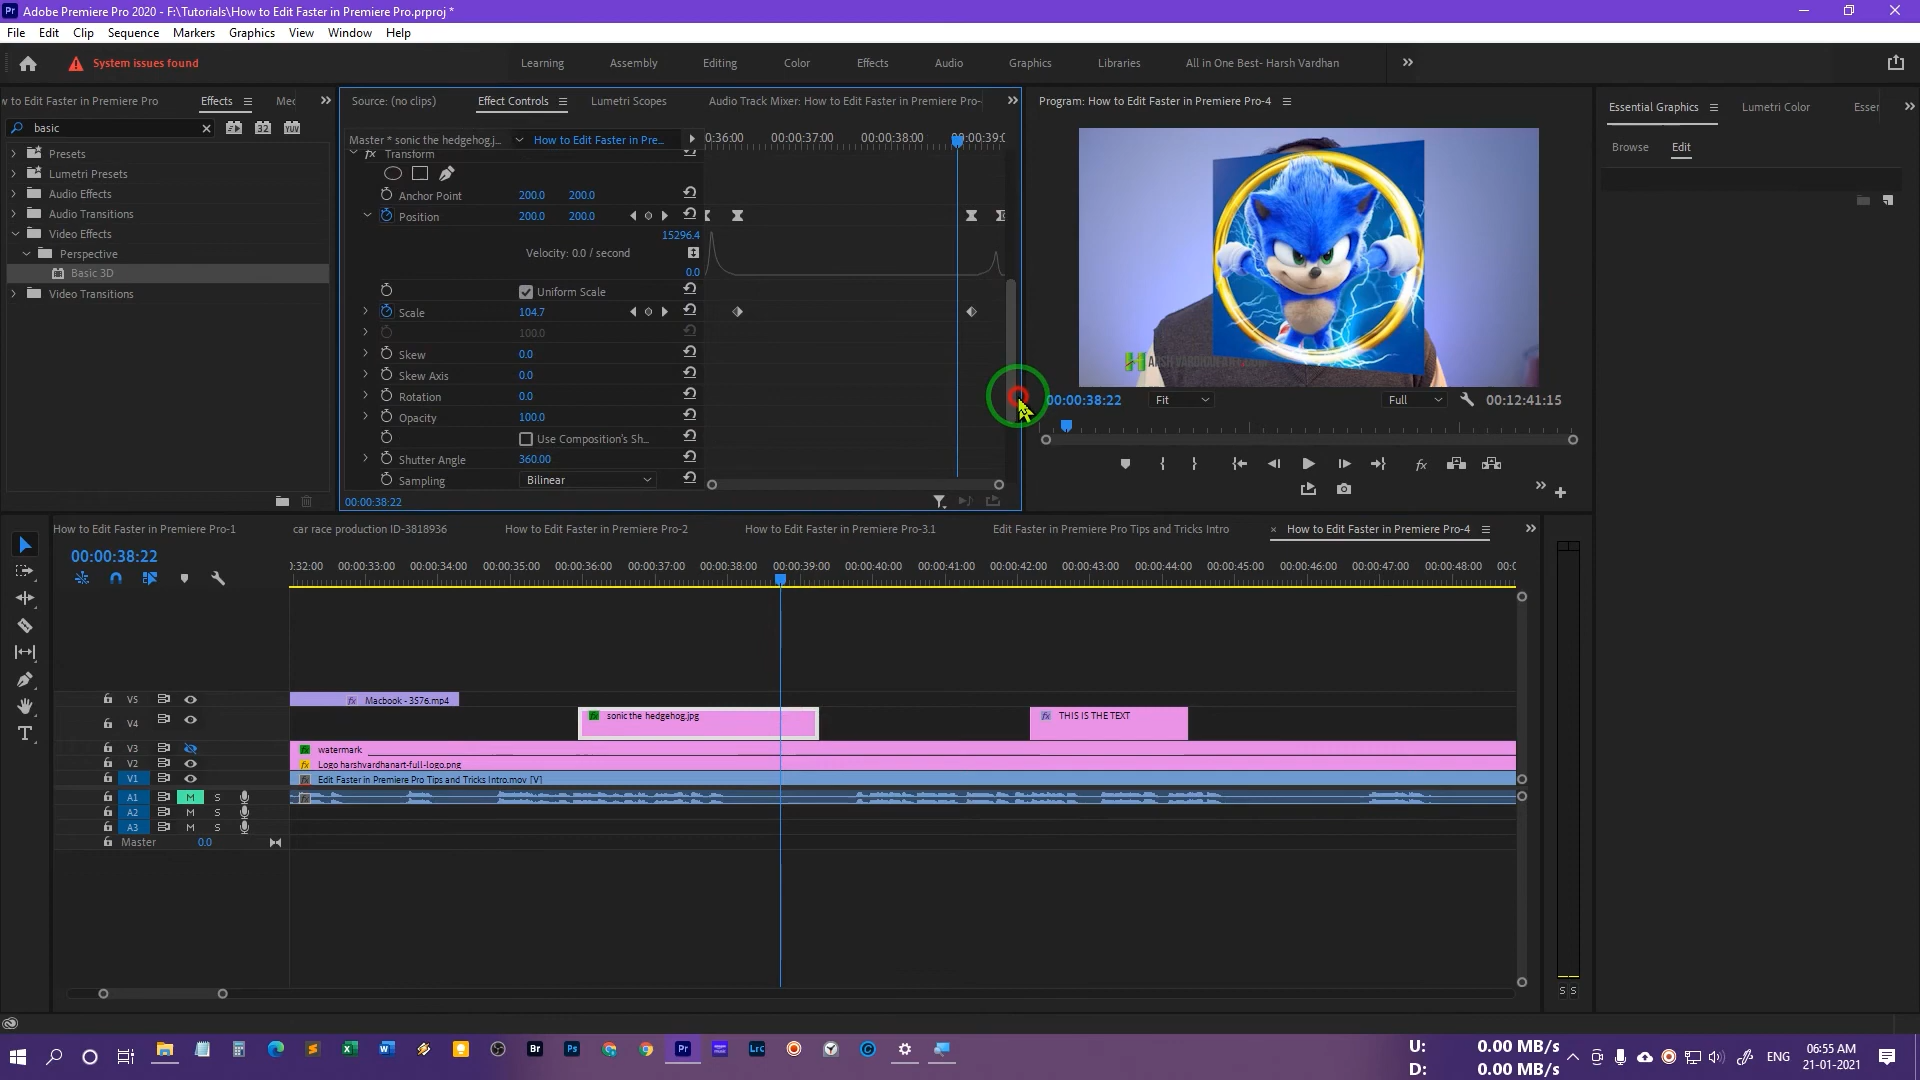 Adobe Premiere Pro 2020 - F:\Tutorials\How to Edit Faster in Premiere Pro.prproj *
File Edit Clip Sequence Markers Graphics View Window Help
System issues found
Learning Assembly Editing Color Effects Audio Graphics Libraries All in One Best- Harsh Vardhan
w to Edit Faster in Premiere Pro Effects Mec
Source: (no clips) Effect Controls Lumetri Scopes Audio Track Mixer: How to Edit Faster in Premiere Pro-
Program: How to Edit Faster in Premiere Pro-4
Essential Graphics Lumetri Color Esser
basic
Master * sonic the hedgehog.j... How to Edit Faster in Pre...
0:36:00 00:00:37:00 00:00:38:00 00:00:39:0
Browse Edit
Presets
Lumetri Presets
Audio Effects
Audio Transitions
Video Effects
Perspective
Basic 3D
Video Transitions
fx Transform
Anchor Point 200.0 200.0
Position 200.0 200.0
15296.4
Velocity: 0.0 / second
0.0
Uniform Scale
Scale 104.7
100.0
Skew 0.0
Skew Axis 0.0
Rotation 0.0
Opacity 100.0
Use Composition's Sh...
Shutter Angle 360.00
Sampling Bilinear
00:00:38:22
00:00:38:22 Fit Full 00:12:41:15
How to Edit Faster in Premiere Pro-1 car race production ID-3818936 How to Edit Faster in Premiere Pro-2 How to Edit Faster in Premiere Pro-3.1 Edit Faster in Premiere Pro Tips and Tricks Intro × How to Edit Faster in Premiere Pro-4
00:00:38:22
:32:00 00:00:33:00 00:00:34:00 00:00:35:00 00:00:36:00 00:00:37:00 00:00:38:00 00:00:39:00 00:00:40:00 00:00:41:00 00:00:42:00 00:00:43:00 00:00:44:00 00:00:45:00 00:00:46:00 00:00:47:00 00:00:48:00 00:0
V5 fx Macbook - 3576.mp4
V4 sonic the hedgehog.jpg fx THIS IS THE TEXT
V3 watermark
V2 fx Logo harshvardhanart-full-logo.png
V1 Edit Faster in Premiere Pro Tips and Tricks Intro.mov [V]
A1 M S
A2 M S
A3 M S
Master 0.0
S S
U: 0.00 MB/s
D: 0.00 MB/s
ENG
06:55 AM
21-01-2021